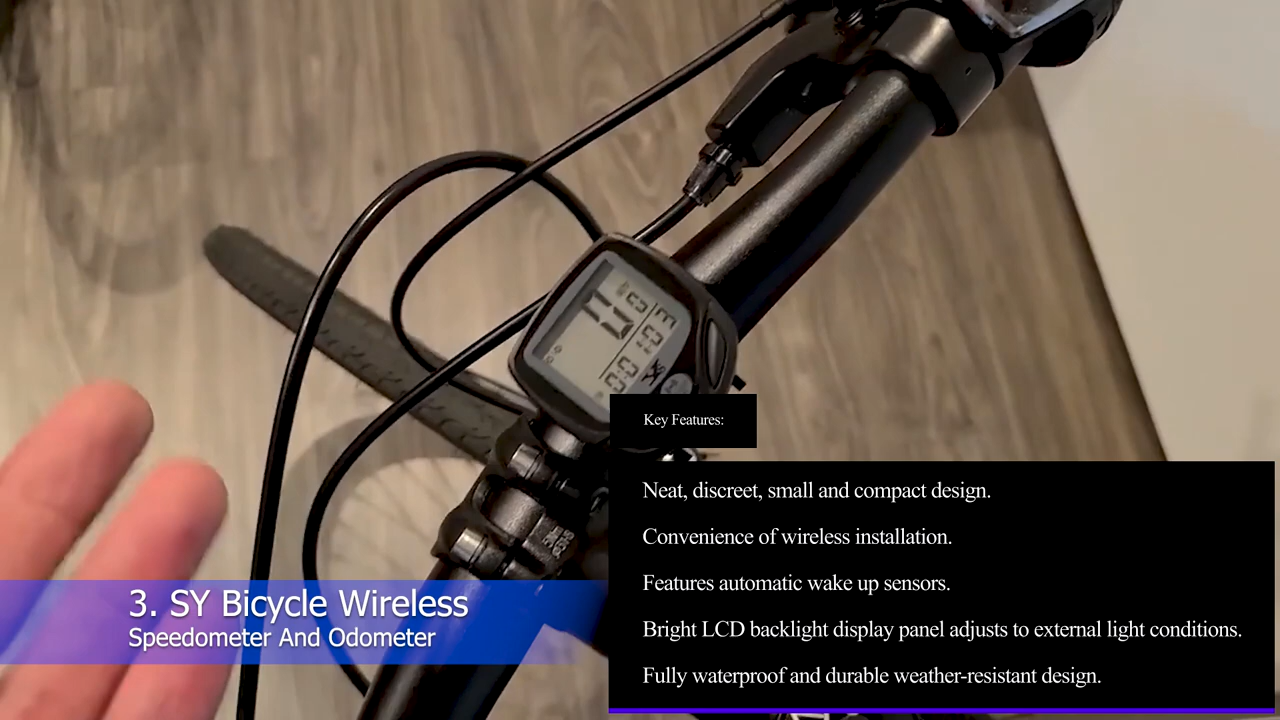 Key Features:
Neat, discreet, small and compact design.
Convenience of wireless installation.
Features automatic wake up sensors.
Bright LCD backlight display panel adjusts to external light conditions.
Fully waterproof and durable weather-resistant design.
3. SY Bicycle Wireless
Speedometer And Odometer